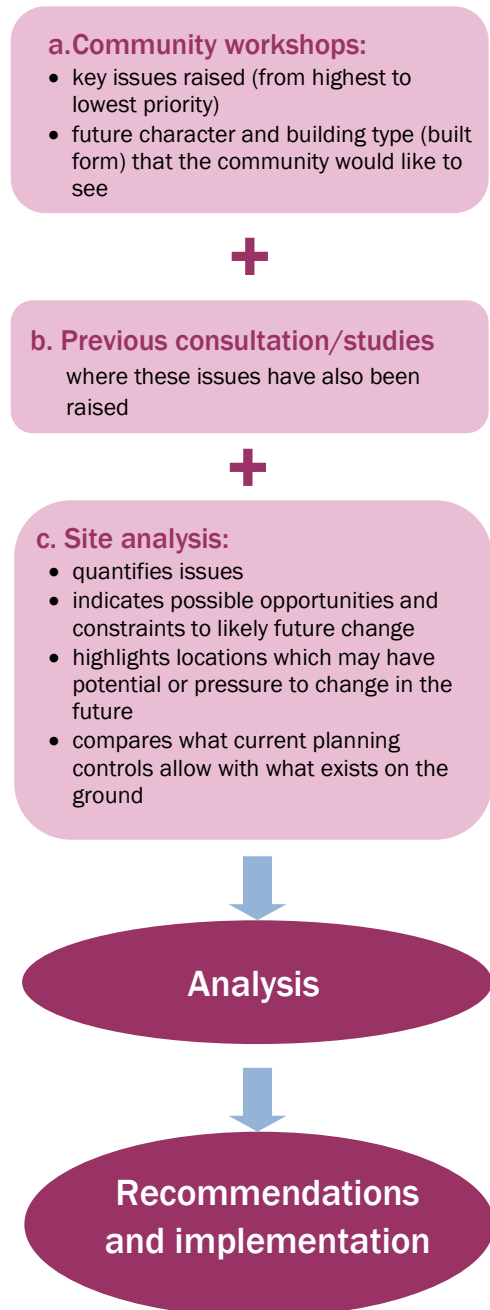 a.Community workshops:
• key issues raised (from highest to
lowest priority)
• future character and building type (built
form) that the community would like to
see
+
b. Previous consultation/studies
where these issues have also been
raised
+
c. Site analysis:
• quantifies issues
• indicates possible opportunities and
constraints to likely future change
• highlights locations which may have
potential or pressure to change in the
future
• compares what current planning
controls allow with what exists on the
ground
Analysis
Recommendations
and implementation